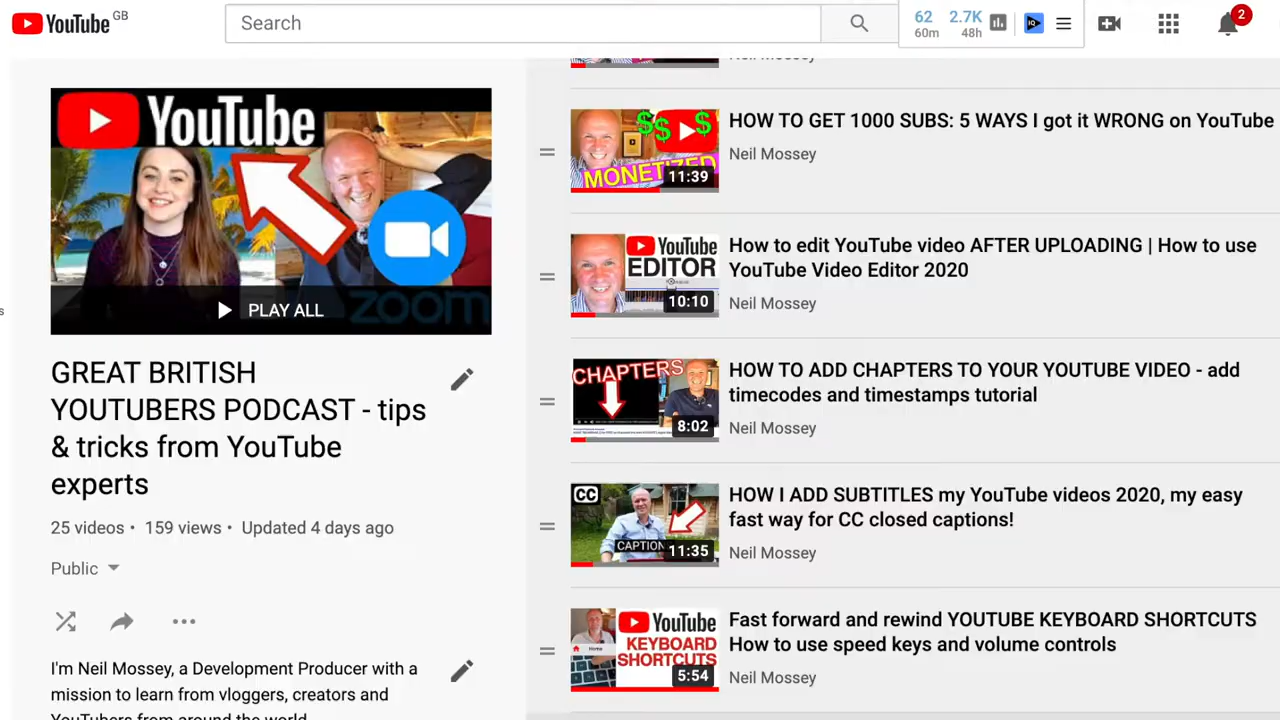 YouTube GB
Search
62
60m
2.7K
48h
2
YouTube
zoom
PLAY ALL
GREAT BRITISH
YOUTUBERS PODCAST - tips
& tricks from YouTube
experts
25 videos • 159 views • Updated 4 days ago
Public
I'm Neil Mossey, a Development Producer with a
mission to learn from vloggers, creators and
YouTubers from around the world
Neil Mossey
$$ $
MONETIZED
11:39
HOW TO GET 1000 SUBS: 5 WAYS I got it WRONG on YouTube
Neil Mossey
YouTube
EDITOR
10:10
How to edit YouTube video AFTER UPLOADING | How to use
YouTube Video Editor 2020
Neil Mossey
CHAPTERS
8:02
HOW TO ADD CHAPTERS TO YOUR YOUTUBE VIDEO - add
timecodes and timestamps tutorial
Neil Mossey
CC
CAPTION
11:35
HOW I ADD SUBTITLES my YouTube videos 2020, my easy
fast way for CC closed captions!
Neil Mossey
YouTube
Home
KEYBOARD
SHORTCUTS
5:54
Fast forward and rewind YOUTUBE KEYBOARD SHORTCUTS
How to use speed keys and volume controls
Neil Mossey